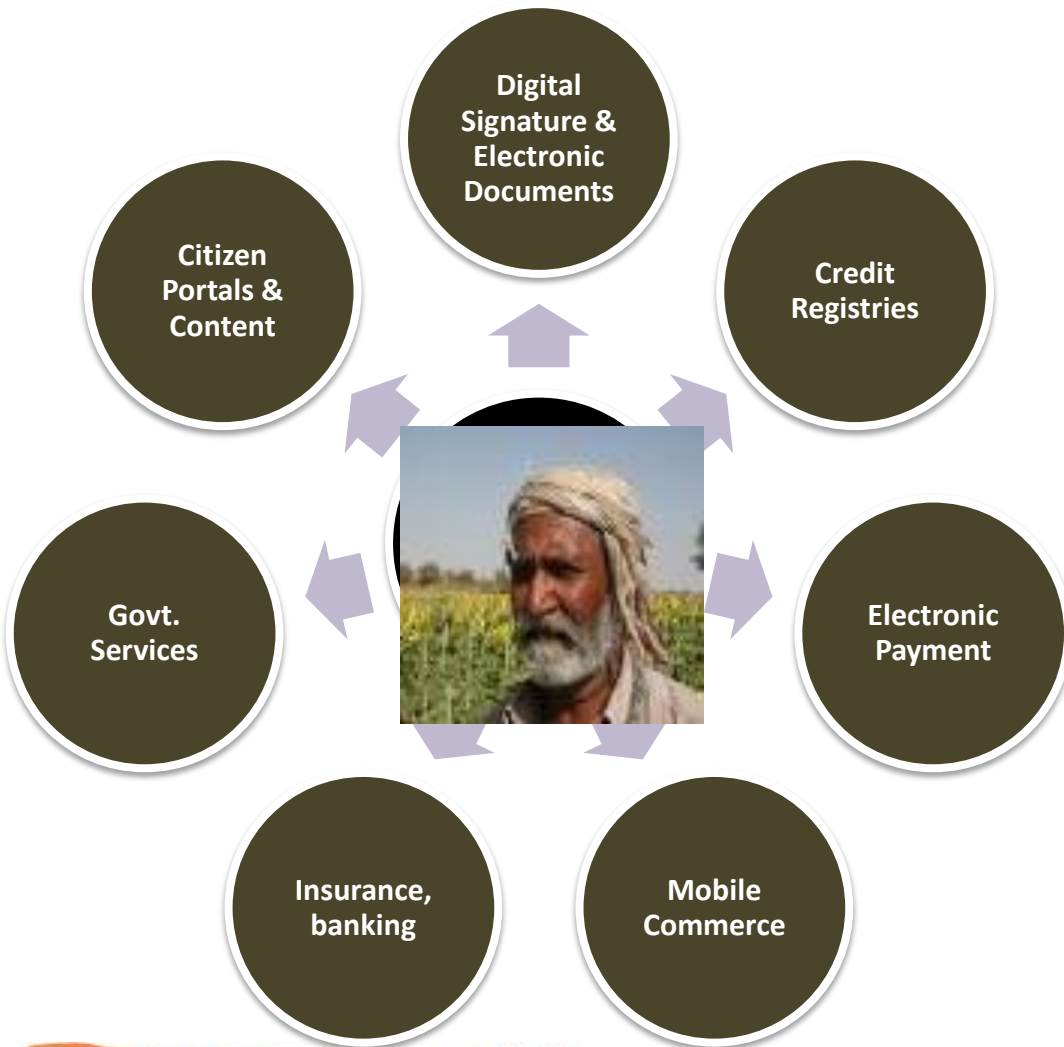 Digital
Signature &
Electronic
Documents
Credit
Registries
Electronic
Payment
Mobile
Commerce
Insurance,
banking
Govt.
Services
Citizen
Portals &
Content